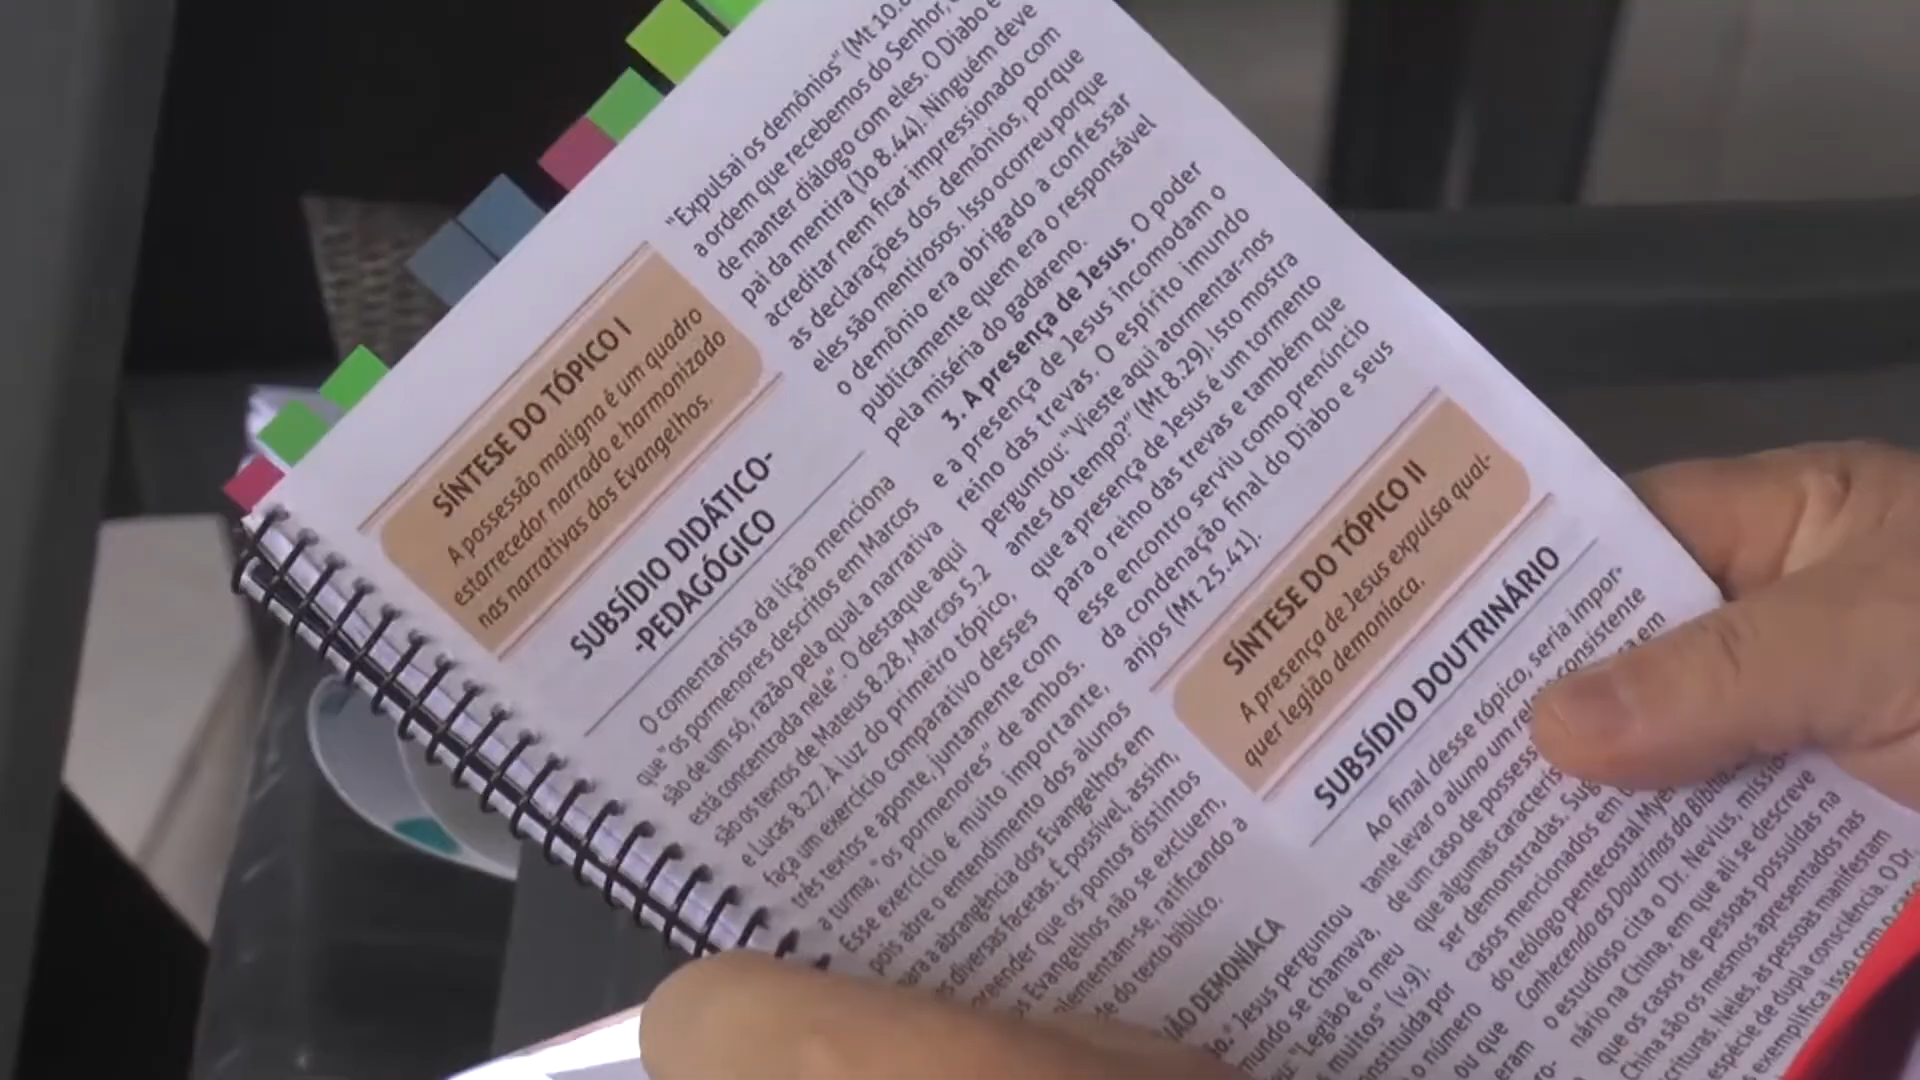 SÍNTESE DO TÓPICO I
A possessão maligna é um quadro
estarrecedor narrado e harmonizado
nas narrativas dos Evangelhos.
SUBSÍDIO DIDÁTICO-
-PEDAGÓGICO
O comentarista da lição menciona
que "os pormenores descritos em Marcos
são de um só, razão pela qual a narrativa
está concentrada nele". O destaque aqui
são os textos de Mateus 8.28, Marcos 5.2
e Lucas 8.27. À luz do primeiro tópico,
faça um exercício comparativo desses
três textos e aponte, juntamente com
a turma, "os pormenores" de ambos.
Esse exercício é muito importante,
pois abre o entendimento dos alunos
para a abrangência dos Evangelhos em
diversas facetas. É possível, assim,
que os pontos distintos
Evangelhos não se excluem,
ratificando a
do texto bíblico.
DEMONÍACA
Jesus perguntou
se chamava,
"Legião é o meu
muitos" (v.9).
por
o número
ou que
"Expulsai os demônios" (Mt
a ordem que recebemos do Senhor,
de manter diálogo com eles. O Diabo é
pai da mentira (Jo 8.44). Ninguém deve
acreditar nem ficar impressionado com
as declarações dos demônios, porque
eles são mentirosos. Isso ocorreu porque
o demônio era obrigado a confessar
publicamente quem era o responsável
pela miséria do gadareno.
3. A presença de Jesus. O poder
e a presença de Jesus incomodam o
reino das trevas. O espírito imundo
perguntou: "Vieste aqui atormentar-nos
antes do tempo?" (Mt 8.29). Isto mostra
que a presença de Jesus é um tormento
para o reino das trevas e também que
esse encontro serviu como prenúncio
da condenação final do Diabo e seus
anjos (Mt 25.41).
SÍNTESE DO TÓPICO II
A presença de Jesus expulsa qual-
quer legião demoníaca.
SUBSÍDIO DOUTRINÁRIO
Ao final desse tópico, seria impor-
tante levar o aluno um consistente
de um caso de em
que algumas
ser demonstradas.
casos mencionados em
do teólogo pentecostal
Conhecendo as Doutrinas da Bíblia.
o estudioso cita o Dr. Nevius,
nário na China, em que ali se descreve
que os casos de pessoas possuídas na
China são os mesmos apresentados nas
Neles, as pessoas manifestam
espécie de dupla consciência. O Dr.
exemplifica isso com o